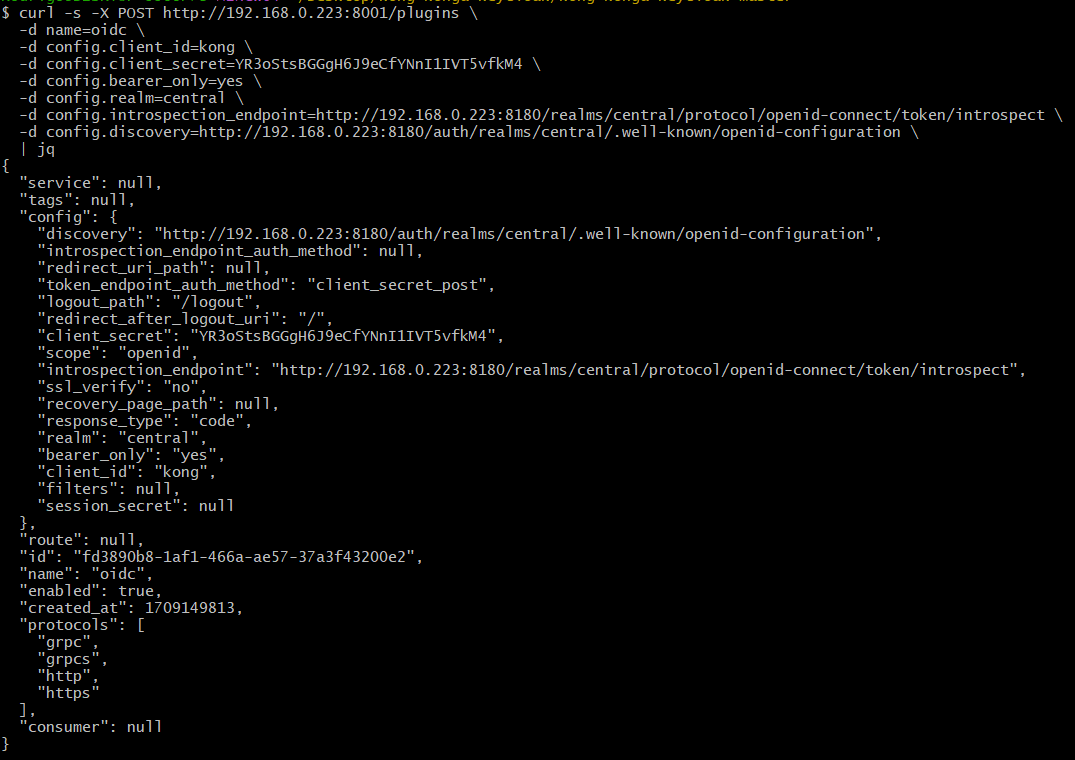 $ curl -s -X POST http://192.168.0.223:8001/plugins \
-d name=oidc \
-d config.client_id=kong \
-d config.client_secret=YR3oStsBGGgH6J9eCfYNnI1IVT5vfkM4 \
-d config.bearer_only=yes \
-d config.realm=central \
-d config.introspection_endpoint=http://192.168.0.223:8180/realms/central/protocol/openid-connect/token/introspect \
-d config.discovery=http://192.168.0.223:8180/auth/realms/central/.well-known/openid-configuration \
| jq
{
"service": null,
"tags": null,
"config": {
"discovery": "http://192.168.0.223:8180/auth/realms/central/.well-known/openid-configuration",
"introspection_endpoint_auth_method": null,
"redirect_uri_path": null,
"token_endpoint_auth_method": "client_secret_post",
"logout_path": "/logout",
"redirect_after_logout_uri": "/",
"client_secret": "YR3oStsBGGgH6J9eCfYNnI1IVT5vfkM4",
"scope": "openid",
"introspection_endpoint": "http://192.168.0.223:8180/realms/central/protocol/openid-connect/token/introspect",
"ssl_verify": "no",
"recovery_page_path": null,
"response_type": "code",
"realm": "central",
"bearer_only": "yes",
"client_id": "kong",
"filters": null,
"session_secret": null
},
"route": null,
"id": "fd3890b8-1af1-466a-ae57-37a3f43200e2",
"name": "oidc",
"enabled": true,
"created_at": 1709149813,
"protocols": [
"grpc",
"grpcs",
"http",
"https"
],
"consumer": null
}